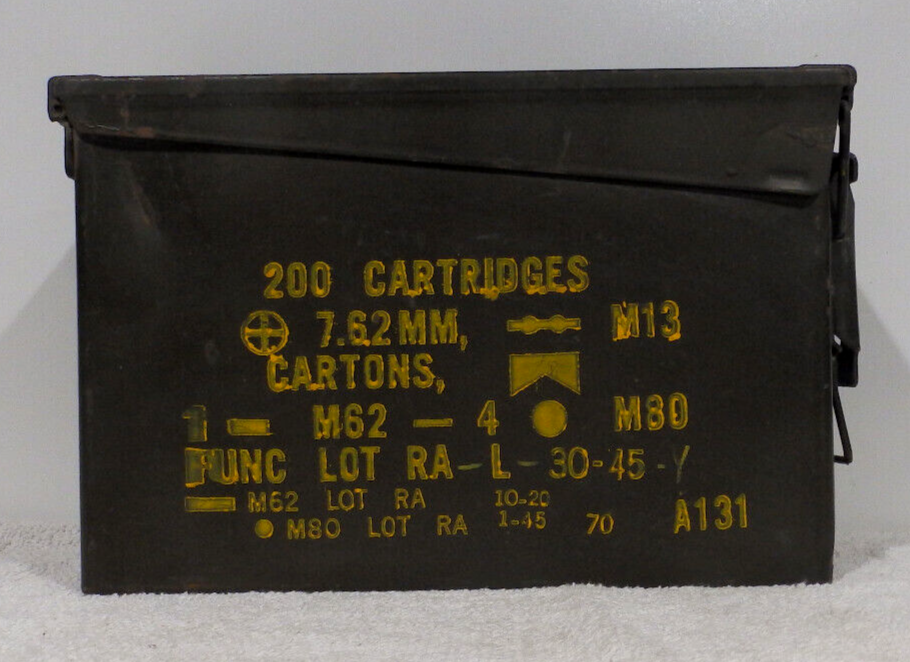 200 CARTRIDGES
7.62MM, M13
CARTONS,
1 - M62 - 4 M80
FUNC LOT RA-L-30-45-Y
M62 LOT RA 10-20
M80 LOT RA 1-45 70 A131